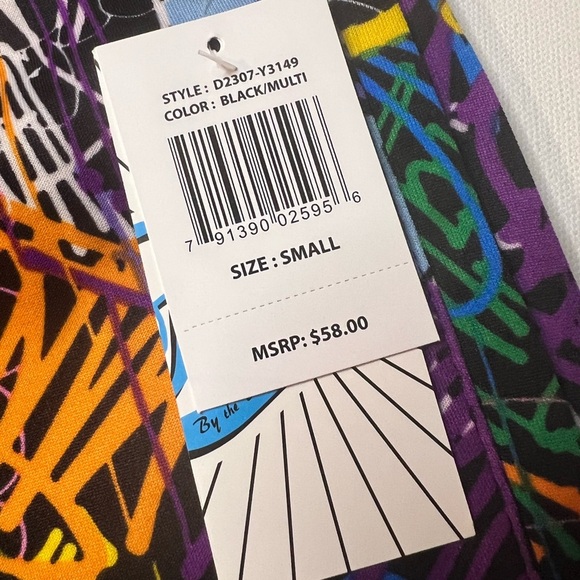 STYLE : D2307-Y3149
COLOR : BLACK/MULTI
7 91390 02595 6
SIZE : SMALL
MSRP: $58.00
By the